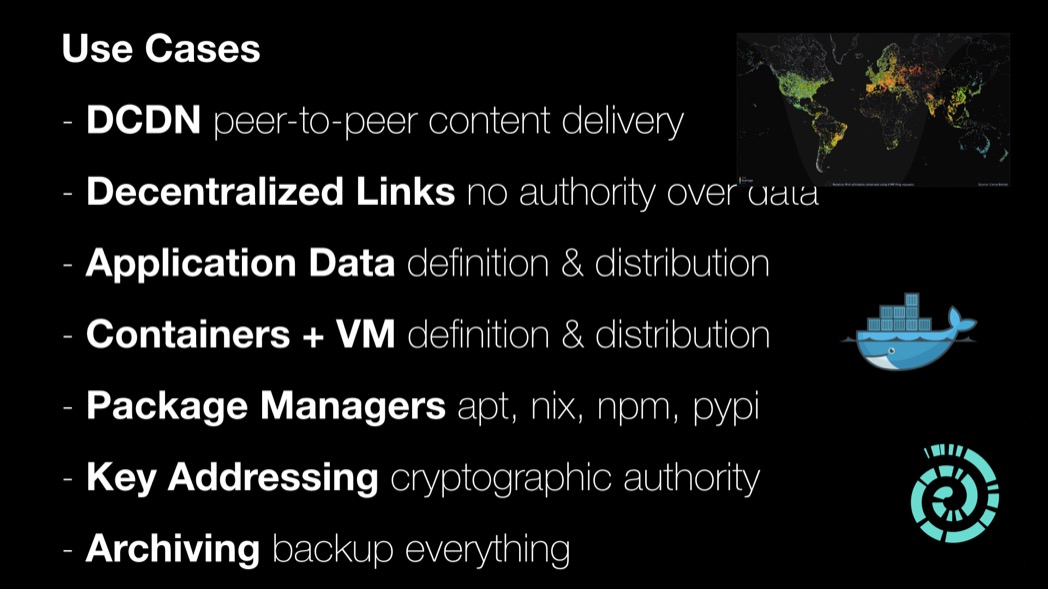 Use Cases
- DCDN peer-to-peer content delivery
- Decentralized Links no authority over data
- Application Data definition & distribution
- Containers + VM definition & distribution
- Package Managers apt, nix, npm, pypi
- Key Addressing cryptographic authority
- Archiving backup everything